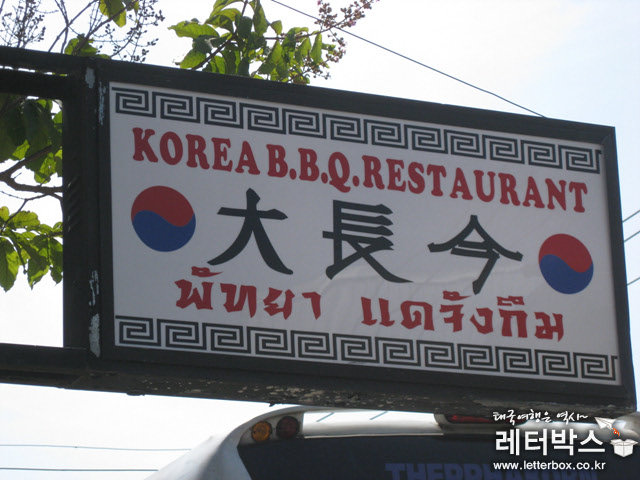 KOREA B.B.Q. RESTAURANT
大長今
พัทยา แดจังกึม
태국여행은 역시~
레터박스
www.letterbox.co.kr